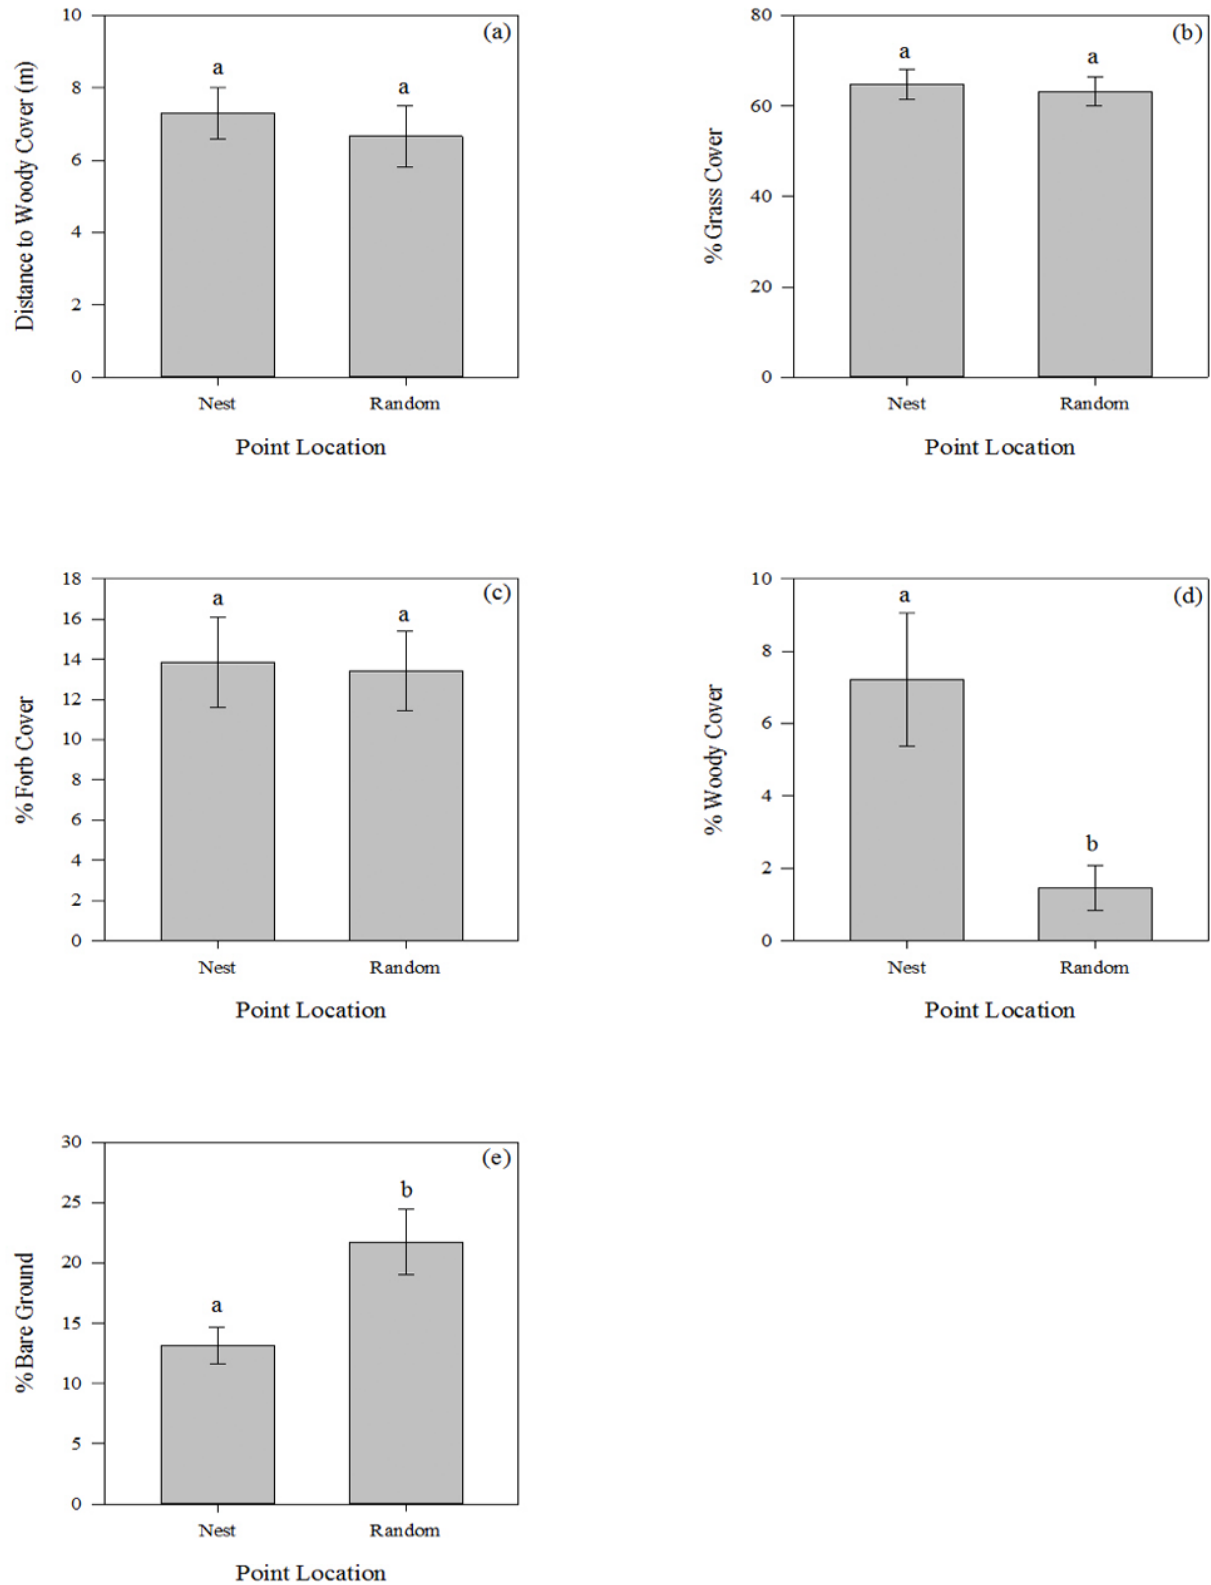 (a)
Distance to Woody Cover (m)
10
8
6
4
2
0
a
a
Nest
Random
Point Location
(b)
% Grass Cover
80
60
40
20
0
a
a
Nest
Random
Point Location
(c)
% Forb Cover
18
16
14
12
10
8
6
4
2
0
a
a
Nest
Random
Point Location
(d)
% Woody Cover
10
8
6
4
2
0
a
b
Nest
Random
Point Location
(e)
% Bare Ground
30
25
20
15
10
5
0
a
b
Nest
Random
Point Location